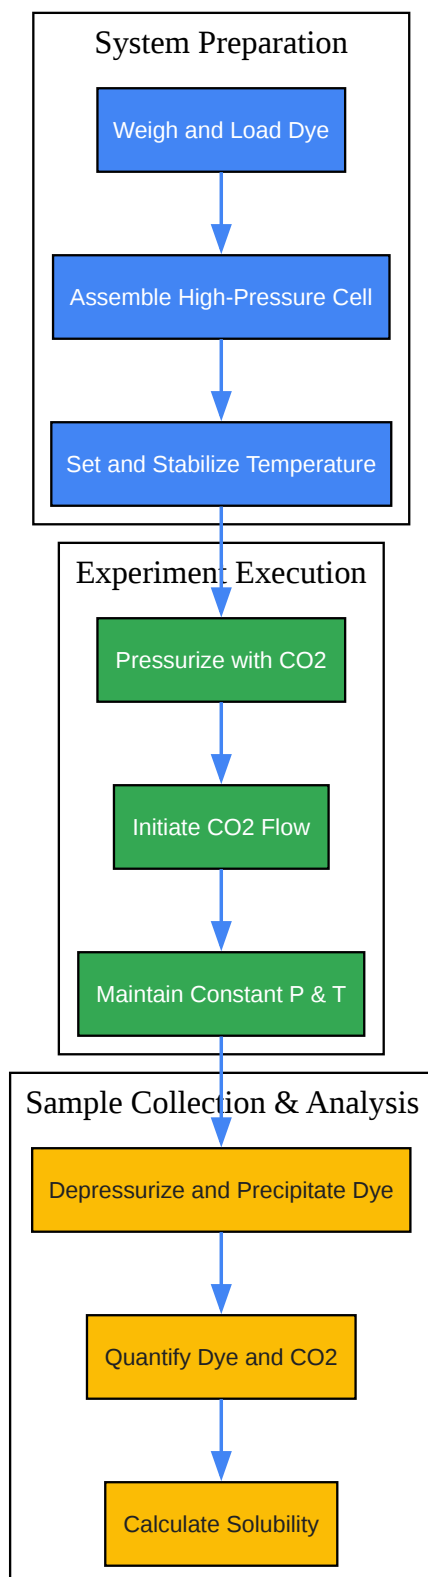 System Preparation
Weigh and Load Dye
Assemble High-Pressure Cell
Set and Stabilize Temperature
Experiment Execution
Pressurize with CO2
Initiate CO2 Flow
Maintain Constant P & T
Sample Collection & Analysis
Depressurize and Precipitate Dye
Quantify Dye and CO2
Calculate Solubility